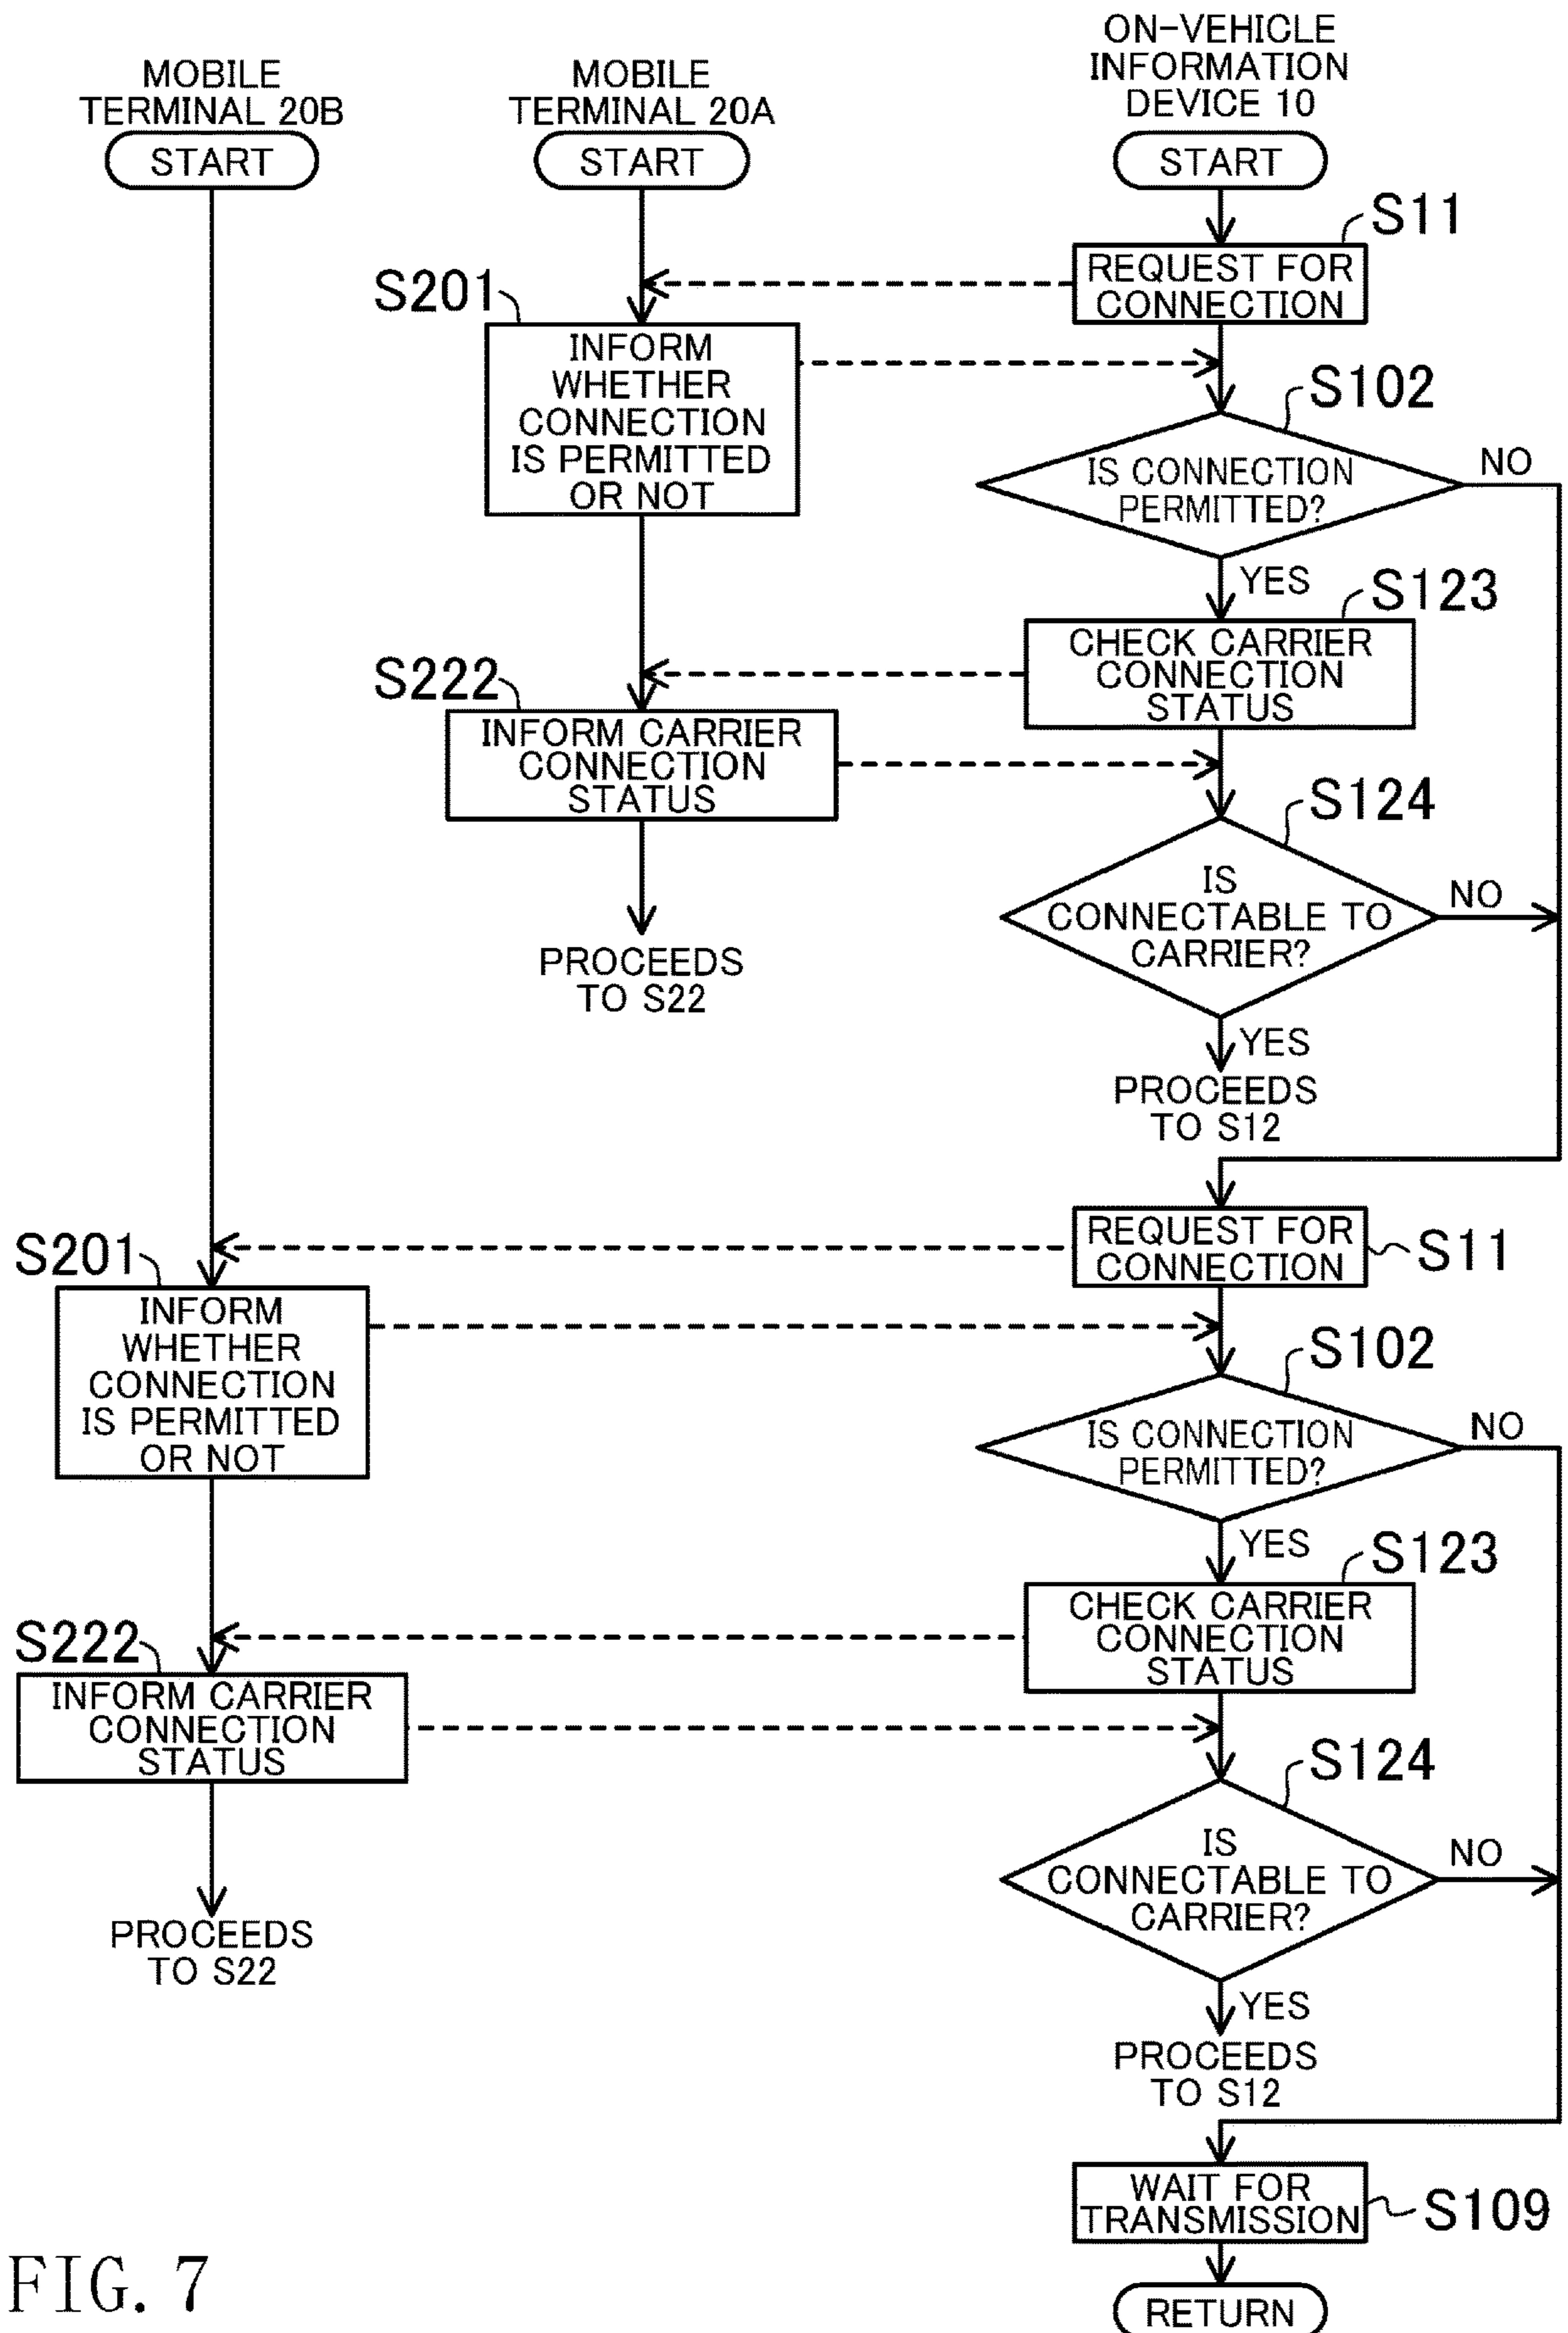 MOBILE
TERMINAL 20B
MOBILE
TERMINAL 20A
ON-VEHICLE
INFORMATION
DEVICE 10
START
START
START
S11
REQUEST FOR
CONNECTION
S201
INFORM
WHETHER
CONNECTION
IS PERMITTED
OR NOT
S102
IS CONNECTION
PERMITTED?
NO
YES
S123
CHECK CARRIER
CONNECTION
STATUS
S222
INFORM CARRIER
CONNECTION
STATUS
S124
IS
CONNECTABLE TO
CARRIER?
NO
PROCEEDS
TO S22
YES
PROCEEDS
TO S12
REQUEST FOR
CONNECTION
S11
S201
INFORM
WHETHER
CONNECTION
IS PERMITTED
OR NOT
S102
IS CONNECTION
PERMITTED?
NO
YES
S123
CHECK CARRIER
CONNECTION
STATUS
S222
INFORM CARRIER
CONNECTION
STATUS
S124
IS
CONNECTABLE TO
CARRIER?
NO
PROCEEDS
TO S22
YES
PROCEEDS
TO S12
WAIT FOR
TRANSMISSION
S109
RETURN
FIG. 7